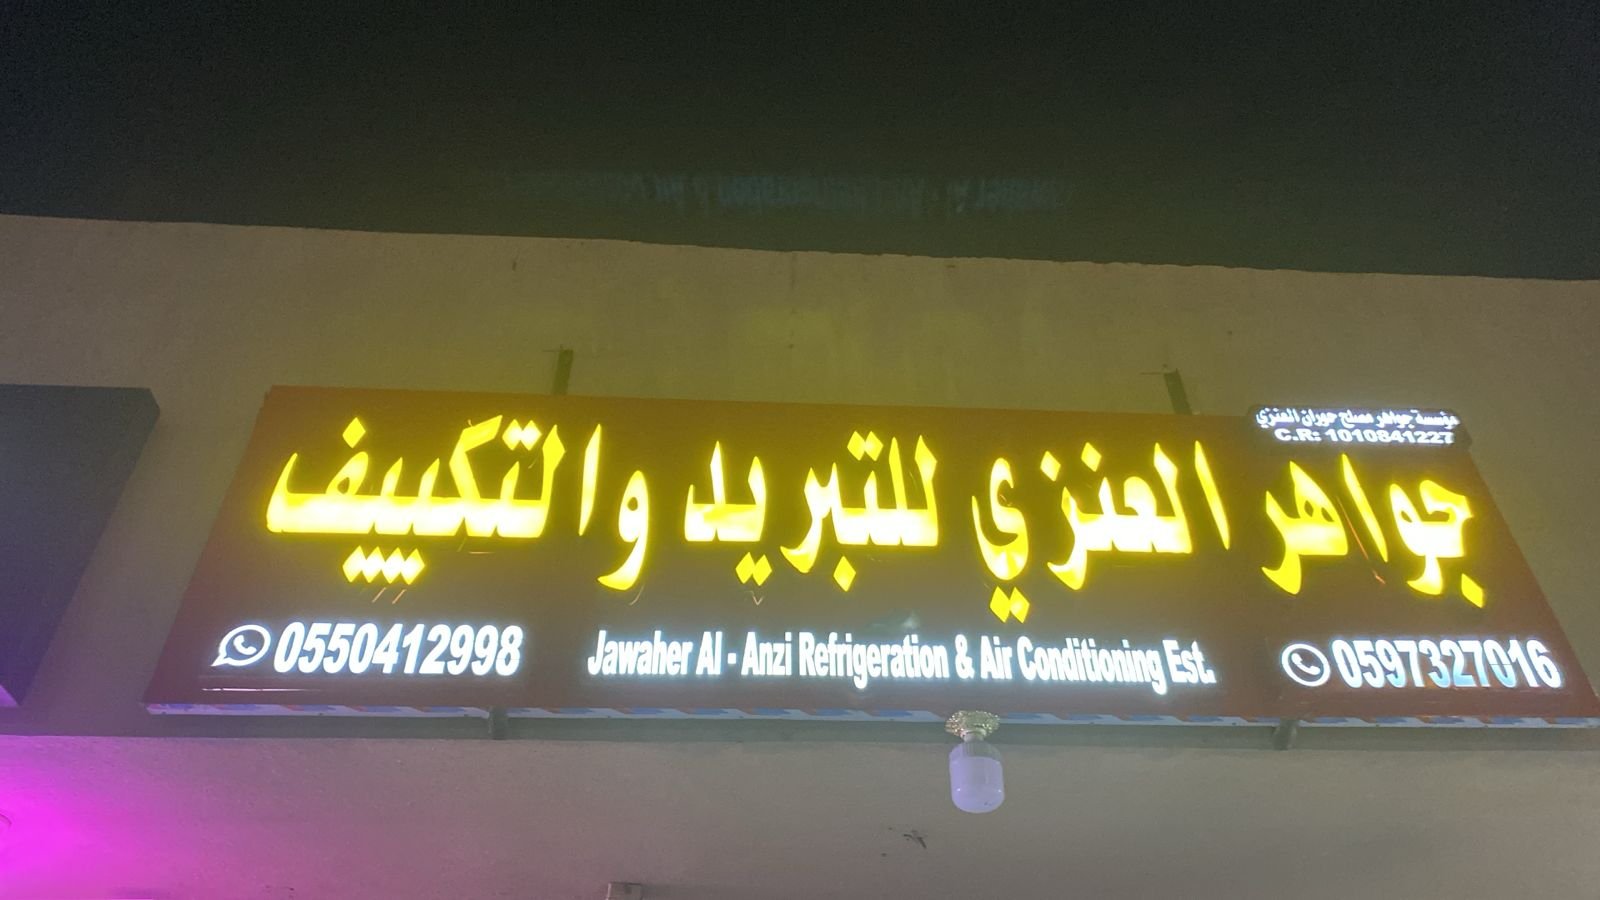 مؤسسة جواهر مصلح حوران العنزي
C.R: 1010841227
جواهر العنزي للتبريد والتكييف
0550412998
Jawaher Al - Anzi Refrigeration & Air Conditioning Est.
0597327016